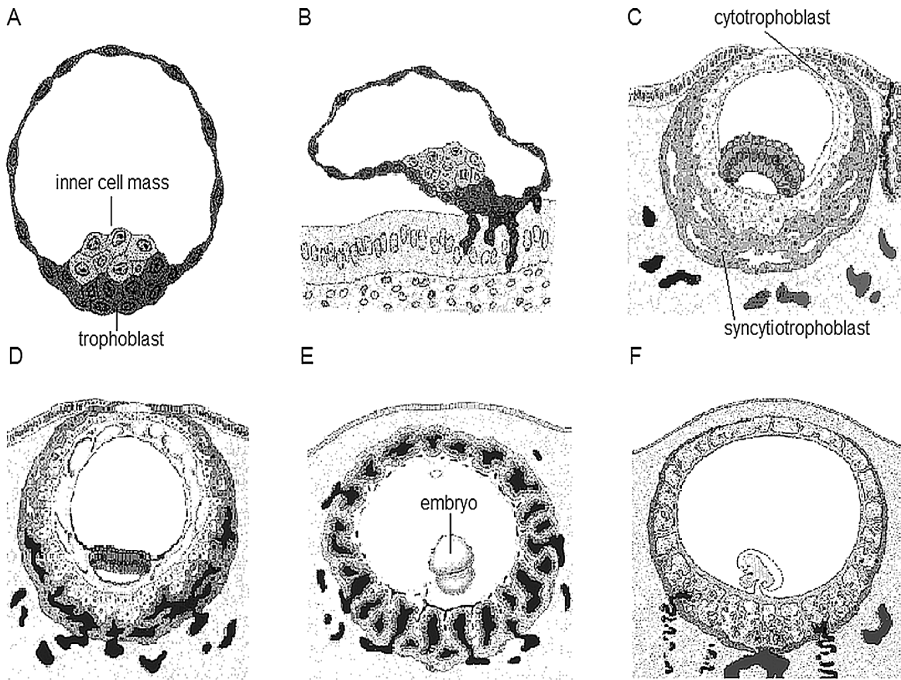 A
B
C
cytotrophoblast
inner cell mass
trophoblast
syncytiotrophoblast
D
E
F
embryo